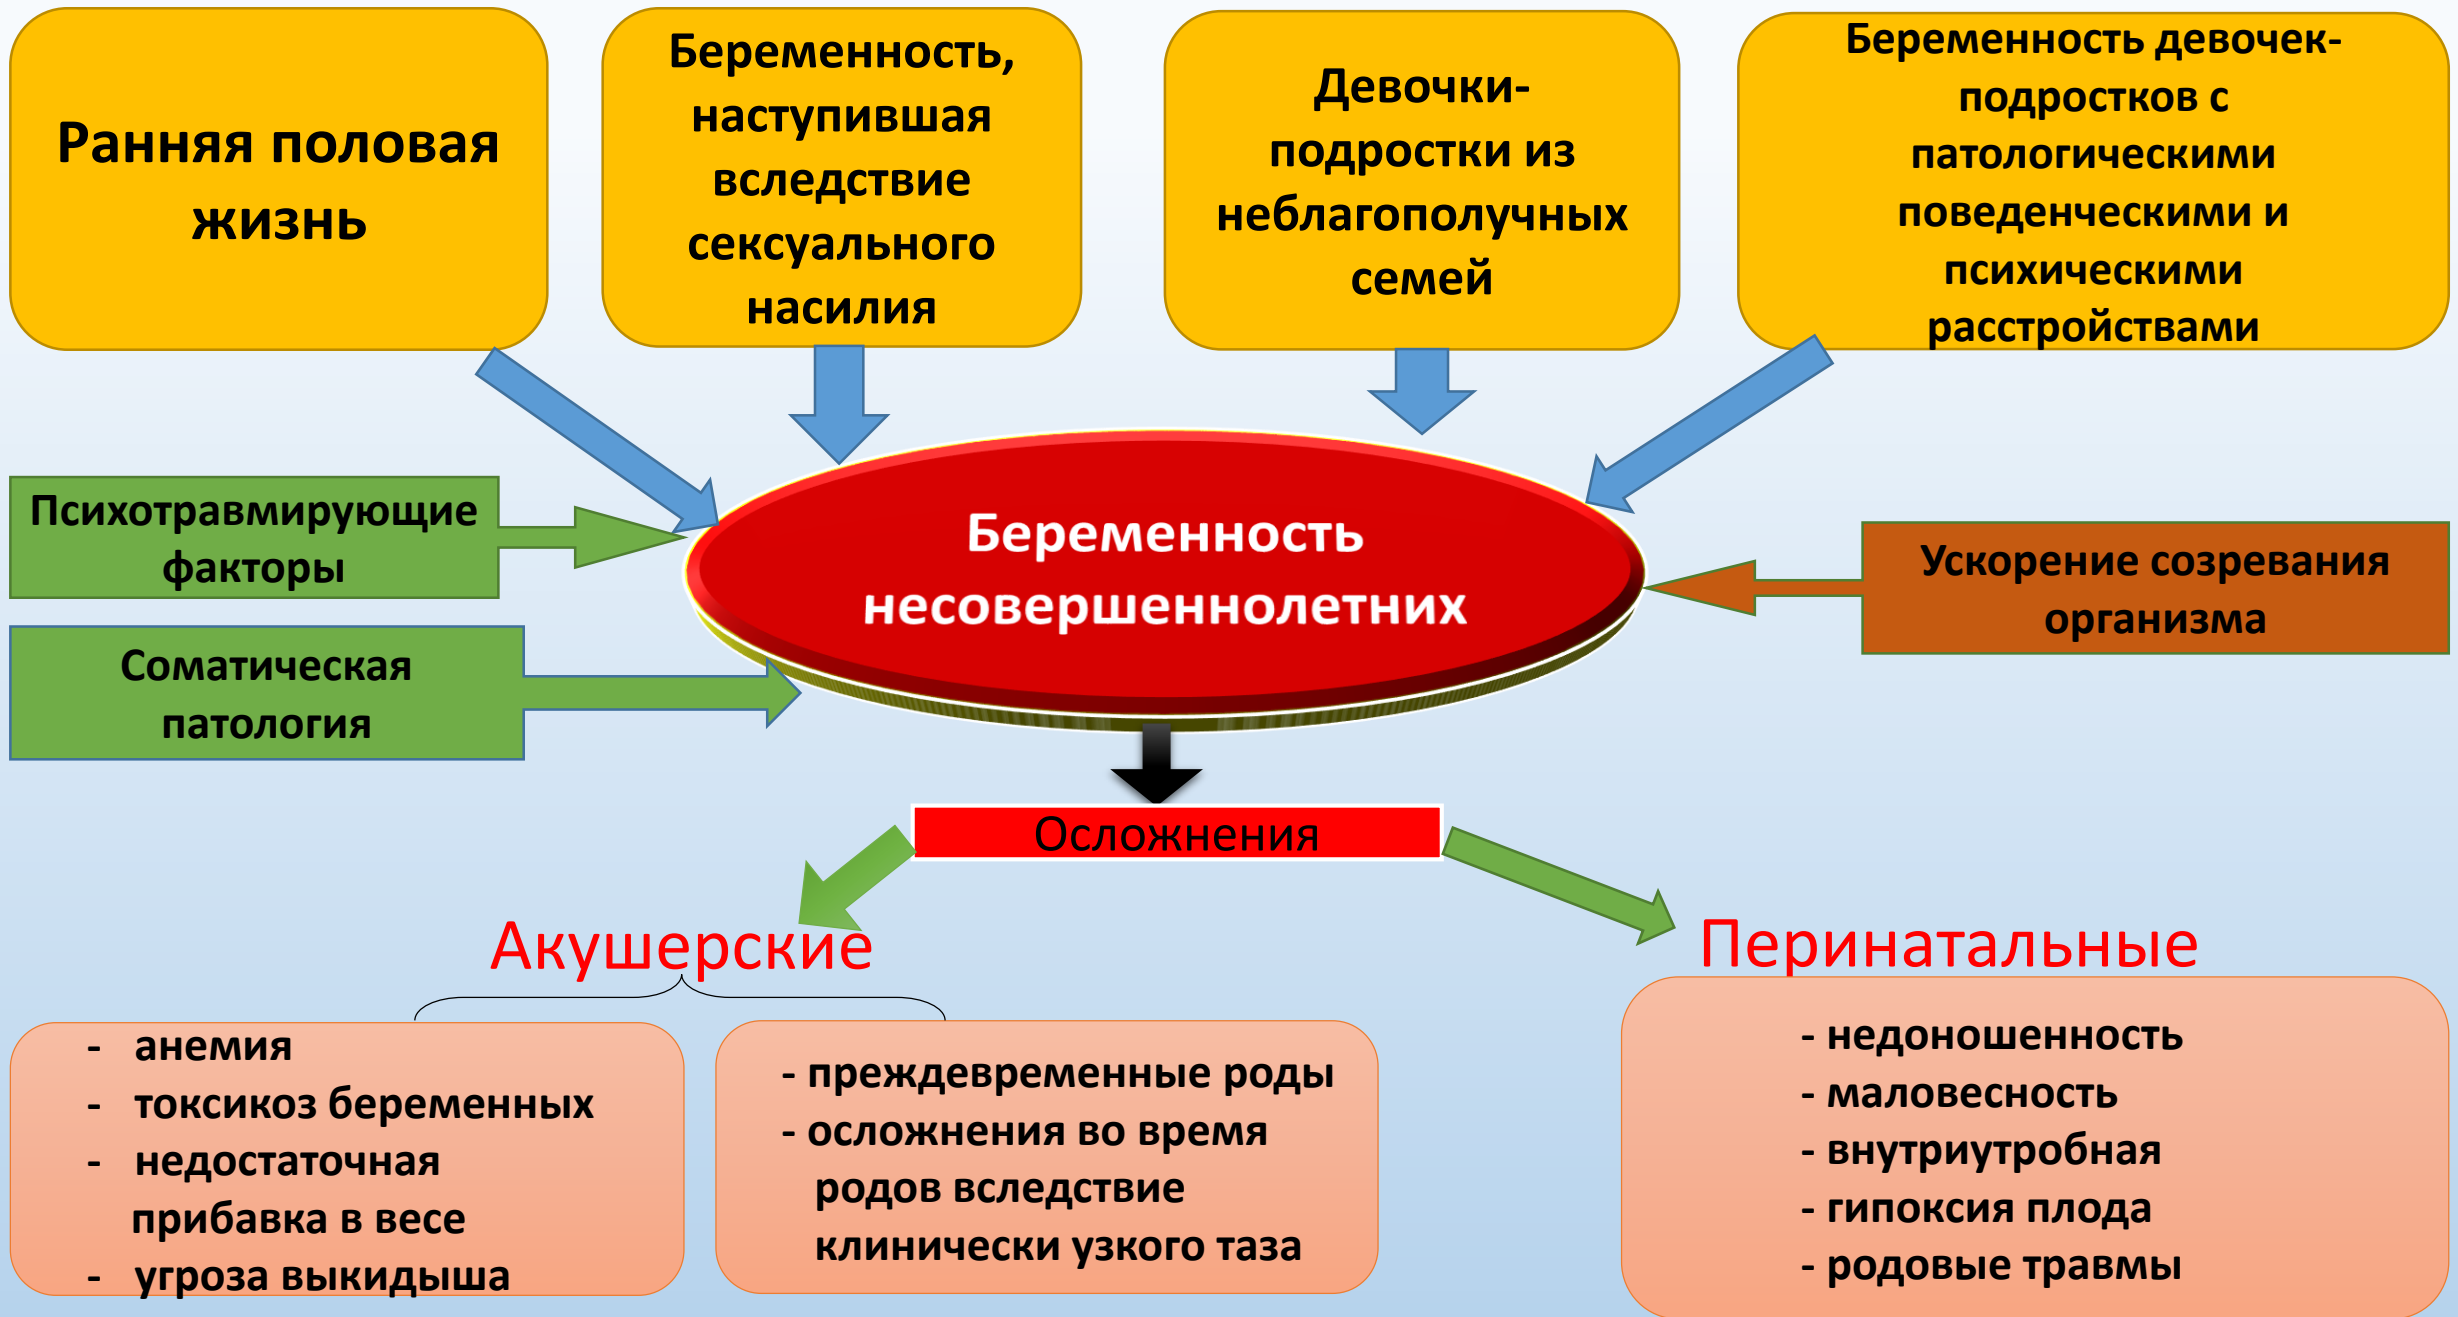 Ранняя половая
жизнь
Беременность,
наступившая
вследствие
сексуального
насилия
Девочки-
подростки из
неблагополучных
семей
Беременность девочек-
подростков с
патологическими
поведенческими и
психическими
расстройствами
Психотравмирующие
факторы
Соматическая
патология
Беременность
несовершеннолетних
Ускорение созревания
организма
Осложнения
Акушерские
- анемия
- токсикоз беременных
- недостаточная
прибавка в весе
- угроза выкидыша
- преждевременные роды
- осложнения во время
родов вследствие
клинически узкого таза
Перинатальные
- недоношенность
- маловесность
- внутриутробная
- гипоксия плода
- родовые травмы